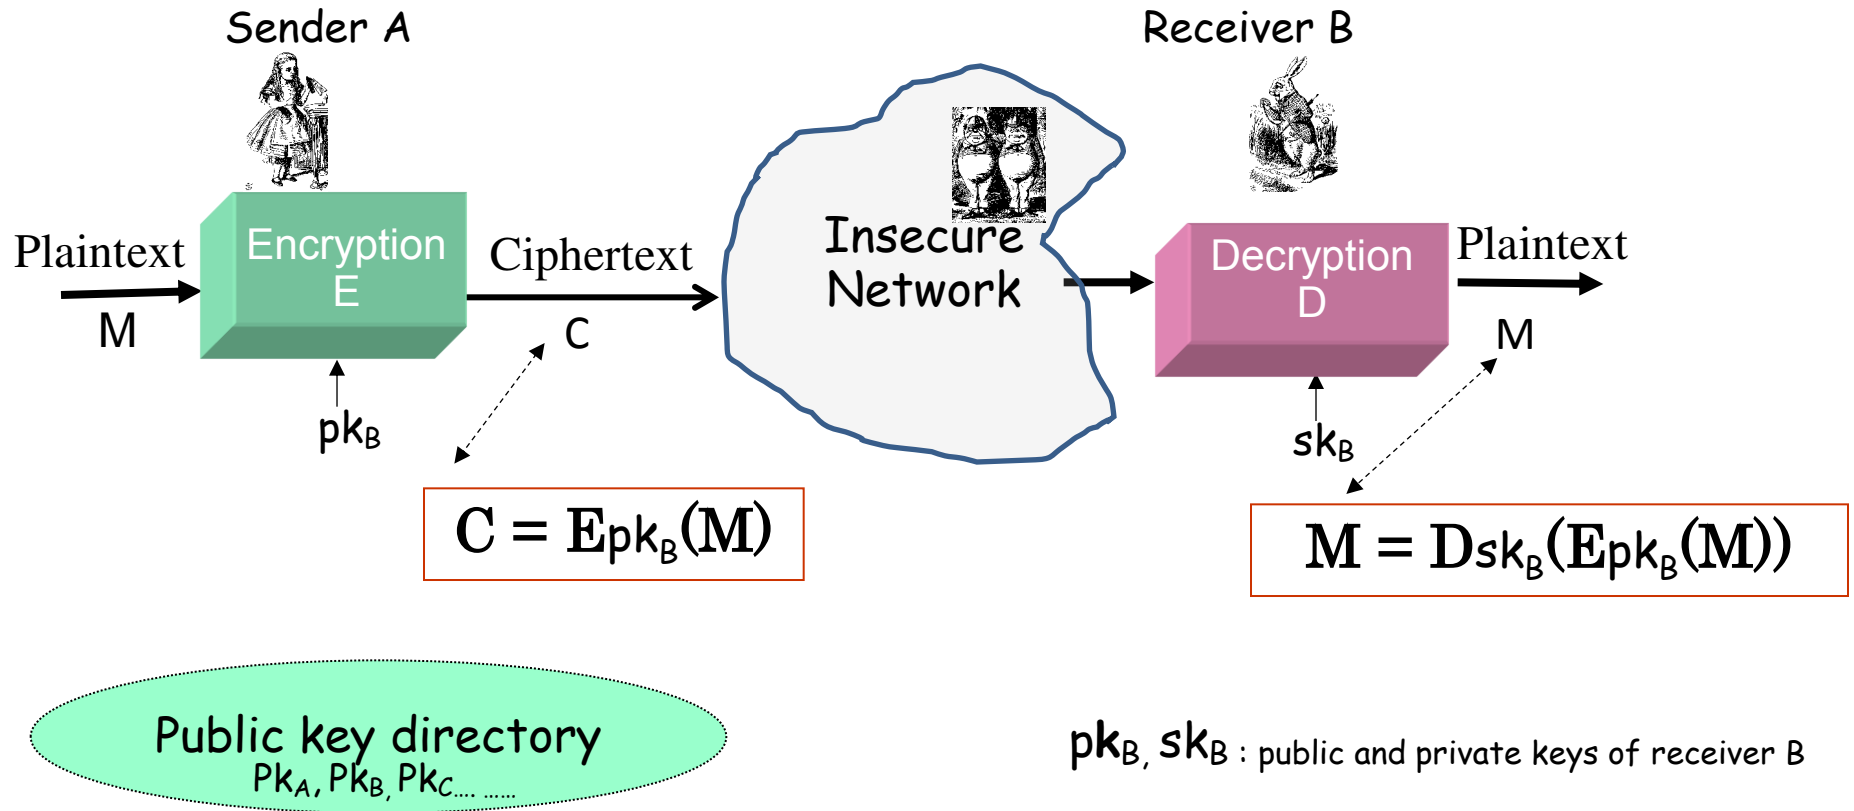 Sender A
Receiver B
Plaintext
M
Encryption
E
Ciphertext
C
Insecure
Network
Decryption
D
Plaintext
M
pkB
skB
C = EpkB(M)
M = DskB(EpkB(M))
Public key directory
PkA, PkB, PkC.... ......
pkB, skB : public and private keys of receiver B